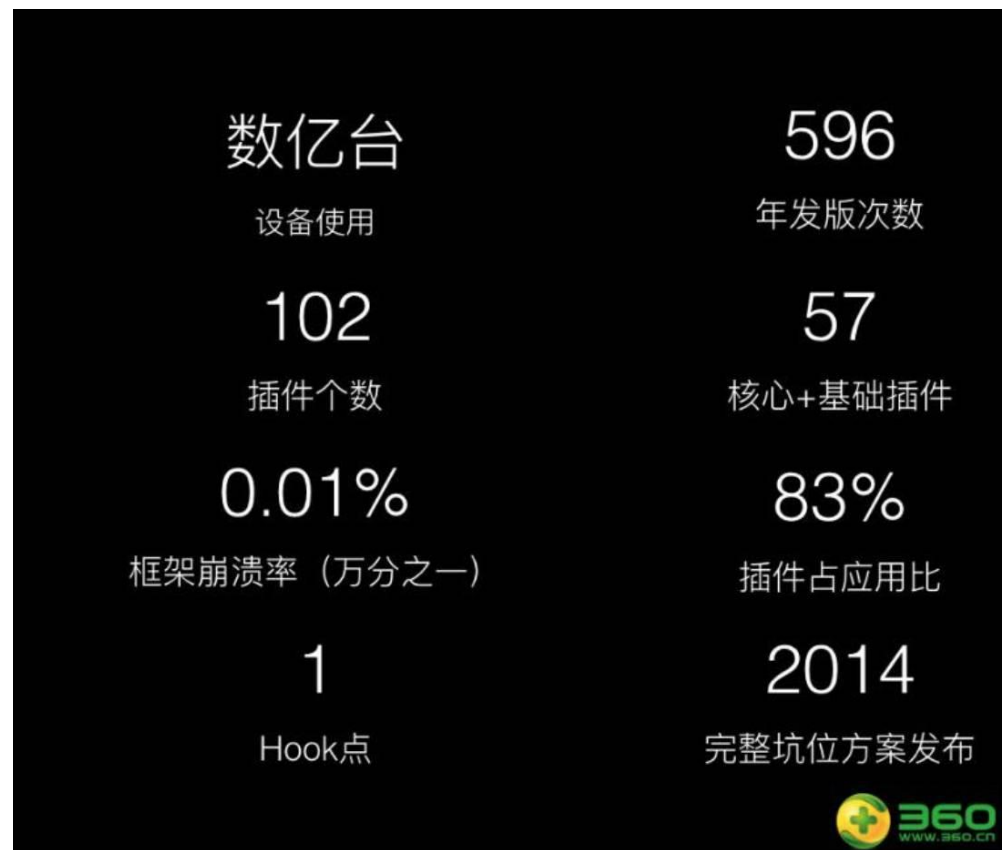 数亿台
设备使用
596
年发版次数
102
插件个数
57
核心+基础插件
0.01%
框架崩溃率（万分之一）
83%
插件占应用比
1
Hook点
2014
完整坑位方案发布
360
WWW.360.CN